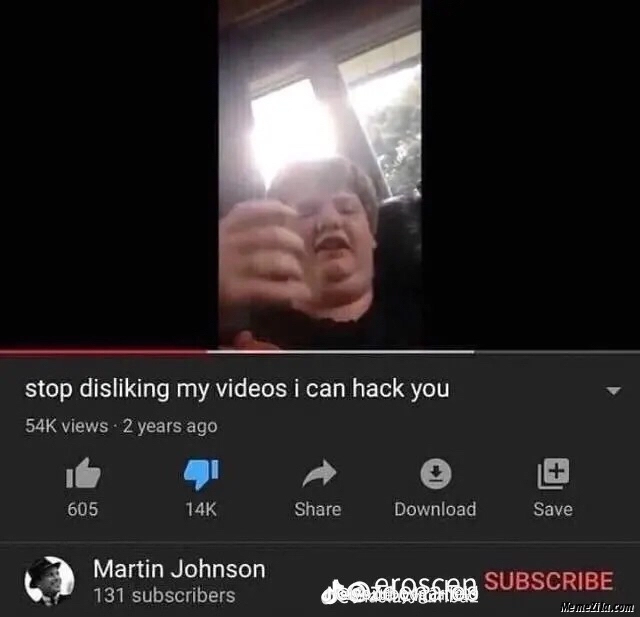 stop disliking my videos i can hack you
54K views · 2 years ago
605
14K
Share
Download
Save
Martin Johnson
131 subscribers
eroscen
SUBSCRIBE
MemeZila.com